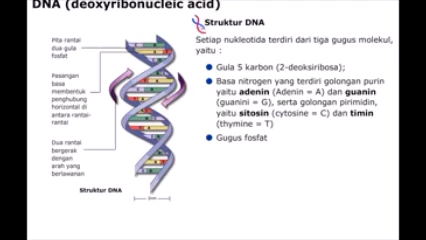 DNA (deoxyribonucleic acid)
Struktur DNA
Setiap nukleotida terdiri dari tiga gugus molekul,
yaitu :
Gula 5 karbon (2-deoksiribosa);
Basa nitrogen yang terdiri golongan purin
yaitu adenin (Adenin = A) dan guanin
(guanini = G), serta golongan pirimidin,
yaitu sitosin (cytosine = C) dan timin
(thymine = T)
Gugus fosfat
Pita rantai
dua gula
fosfat
Pasangan
basa
membentuk
penghubung
horizontal di
antara rantai-
rantai
Dua rantai
bergerak
dengan
arah yang
berlawanan
Struktur DNA